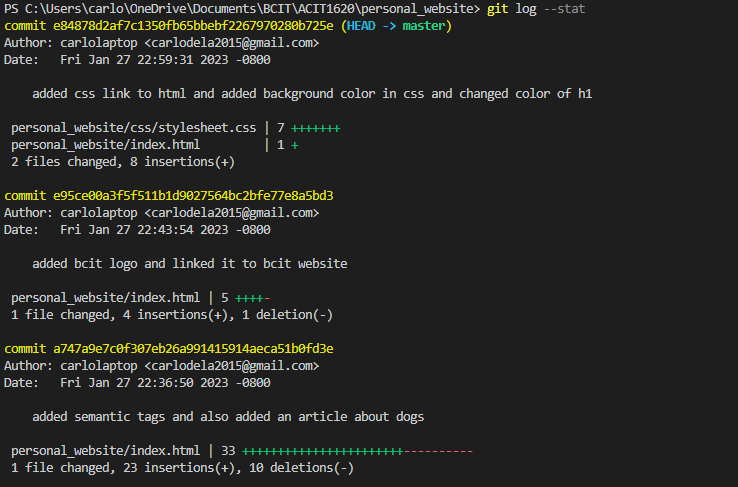 PS C:\Users\carlo\OneDrive\Documents\BCIT\ACIT1620\personal_website> git log --stat
commit e84878d2af7c1350fb65bbebf2267970280b725e (HEAD -> master)
Author: carlolaptop <carlodela2015@gmail.com>
Date:   Fri Jan 27 22:59:31 2023 -0800

    added css link to html and added background color in css and changed color of h1

 personal_website/css/stylesheet.css | 7 +++++++
 personal_website/index.html         | 1 +
 2 files changed, 8 insertions(+)

commit e95ce00a3f5f511b1d9027564bc2bfe77e8a5bd3
Author: carlolaptop <carlodela2015@gmail.com>
Date:   Fri Jan 27 22:43:54 2023 -0800

    added bcit logo and linked it to bcit website

 personal_website/index.html | 5 ++++-
 1 file changed, 4 insertions(+), 1 deletion(-)

commit a747a9e7c0f307eb26a991415914aeca51b0fd3e
Author: carlolaptop <carlodela2015@gmail.com>
Date:   Fri Jan 27 22:36:50 2023 -0800

    added semantic tags and also added an article about dogs

 personal_website/index.html | 33 +++++++++++++++++++++++----------
 1 file changed, 23 insertions(+), 10 deletions(-)